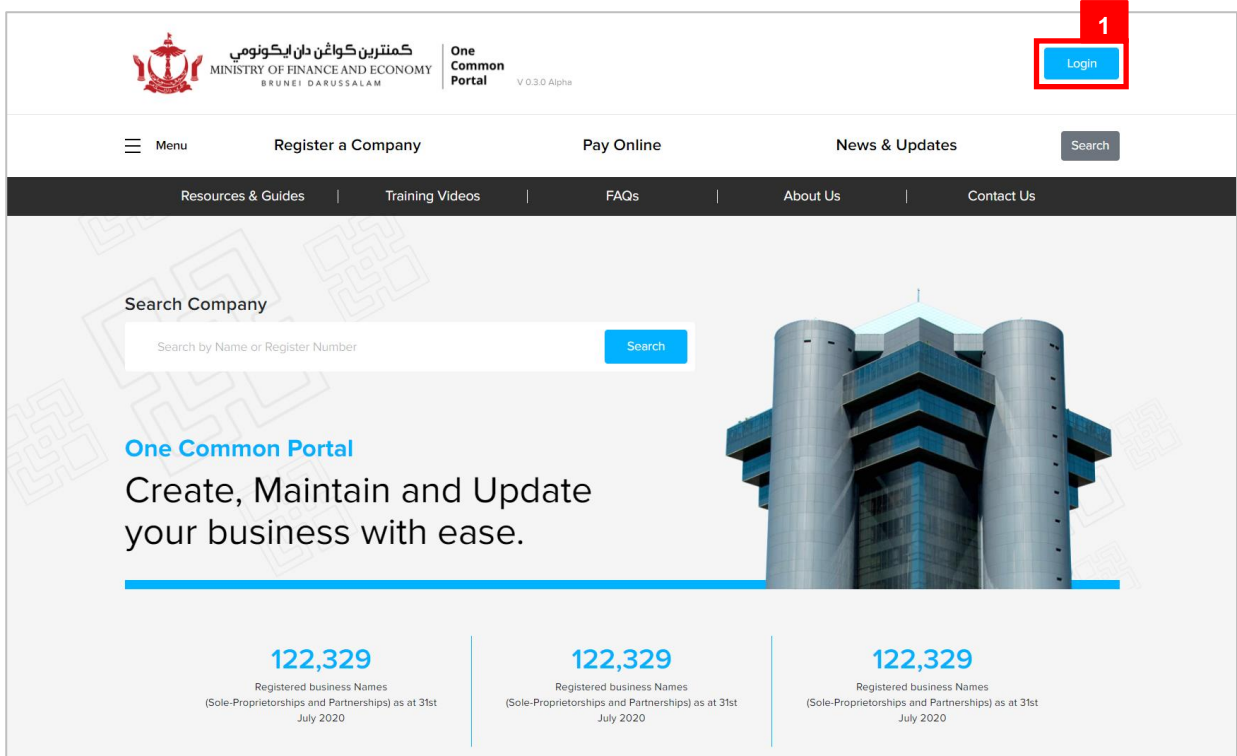 1
كمنترين كواڠن دان ايكونومي
MINISTRY OF FINANCE AND ECONOMY
BRUNEI DARUSSALAM
One
Common
Portal
V 0.3.0 Alpha
Login
Menu
Register a Company
Pay Online
News & Updates
Search
Resources & Guides | Training Videos | FAQs | About Us | Contact Us
Search Company
Search by Name or Register Number
Search
One Common Portal
Create, Maintain and Update
your business with ease.
122,329
Registered business Names
(Sole-Proprietorships and Partnerships) as at 31st
July 2020
122,329
Registered business Names
(Sole-Proprietorships and Partnerships) as at 31st
July 2020
122,329
Registered business Names
(Sole-Proprietorships and Partnerships) as at 31st
July 2020